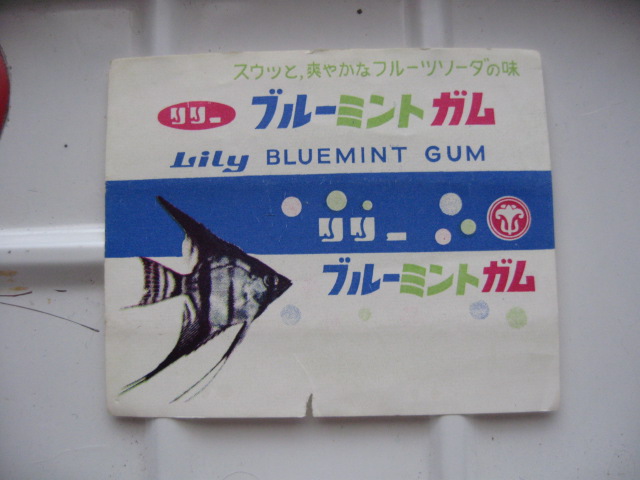 スウッと,爽やかなフルーツソーダの味
リリー ブルーミントガム
Lily BLUEMINT GUM
リリー
ブルーミントガム